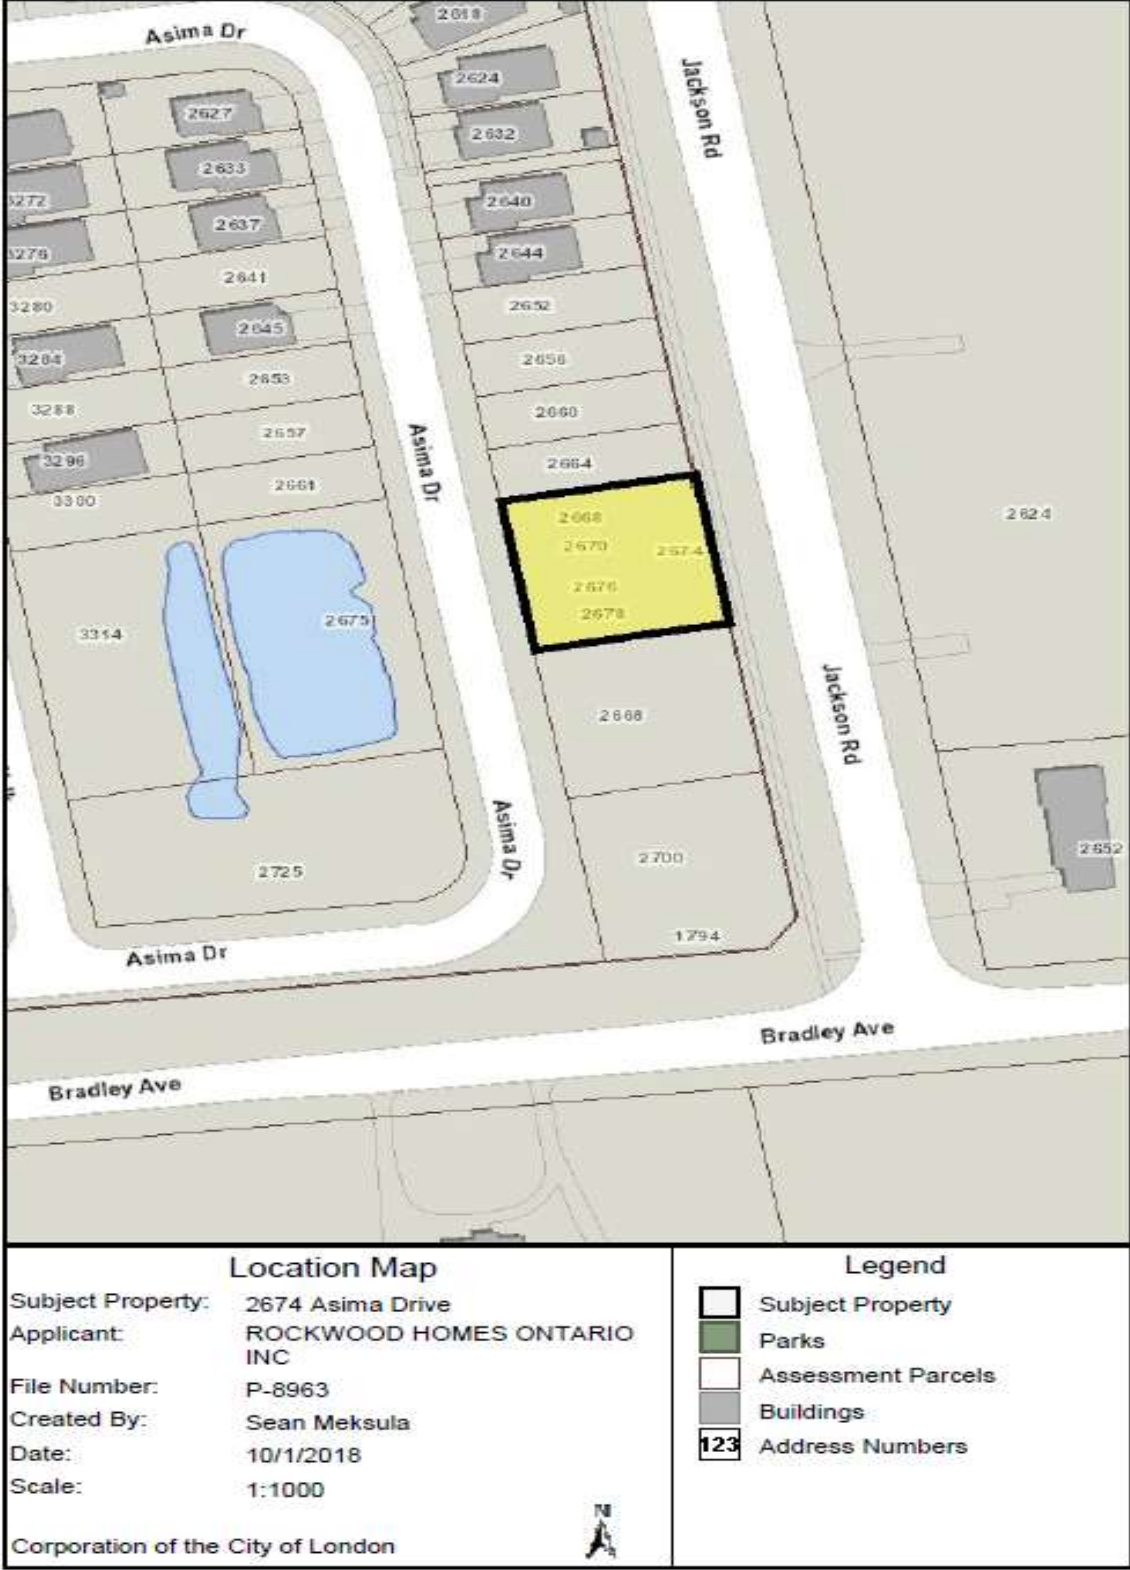 Asima Dr
2618
2624
Jackson Rd
2627
2632
2633
3272
2640
2637
3276
2644
2641
3280
2652
2645
3284
2656
2653
3288
2660
2657
3296
2664
Asima Dr
2661
3300
2668
2624
2670
2674
2676
2678
2675
3314
Jackson Rd
2668
Asima Dr
2652
2700
2725
1794
Asima Dr
Bradley Ave
Bradley Ave
Location Map
Subject Property: 2674 Asima Drive
Applicant: ROCKWOOD HOMES ONTARIO
INC
File Number: P-8963
Created By: Sean Meksula
Date: 10/1/2018
Scale: 1:1000
N
Corporation of the City of London
Legend
Subject Property
Parks
Assessment Parcels
Buildings
123 Address Numbers